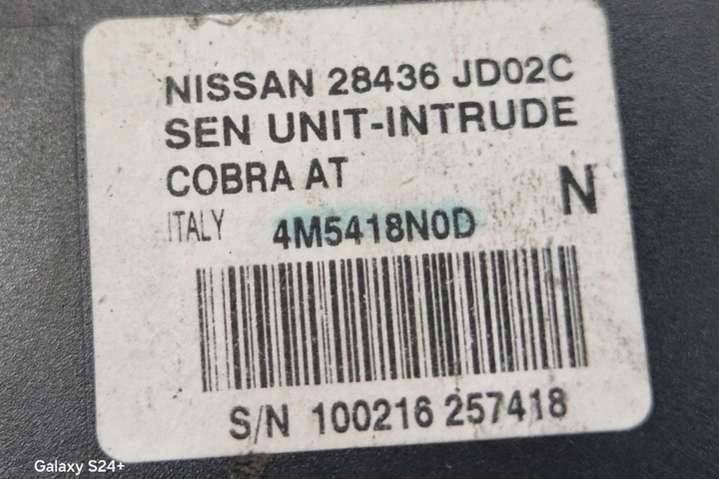 NISSAN 28436 JD02C
SEN UNIT-INTRUDE
COBRA AT
N
ITALY 4M5418N0D
S/N 100216 257418
Galaxy S24+